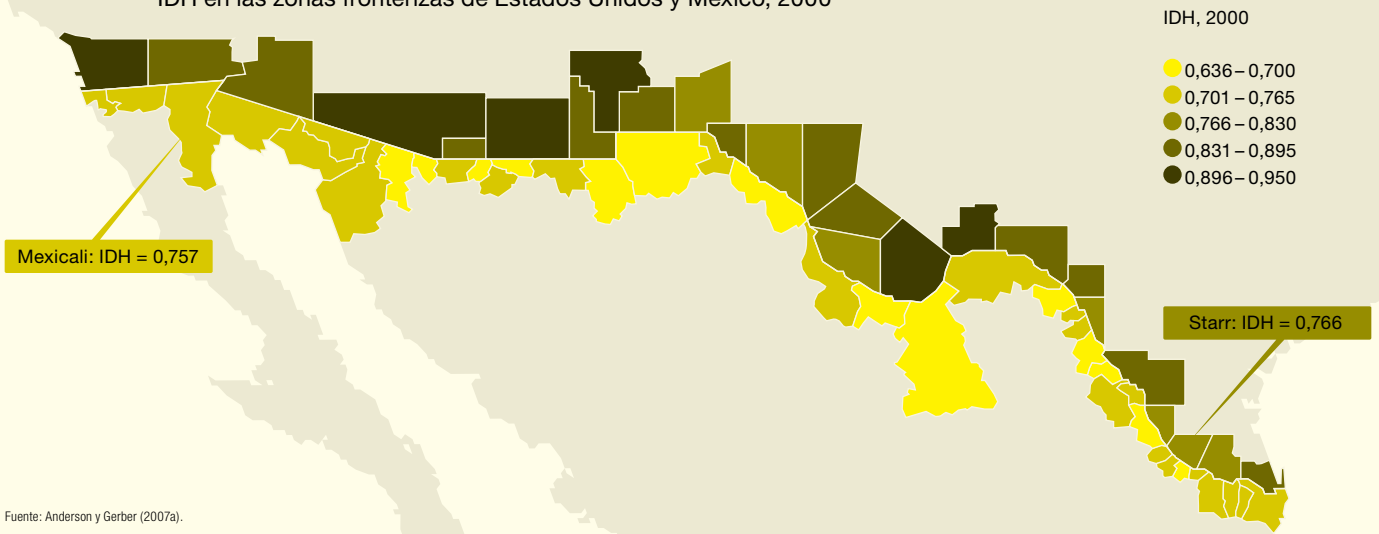 IDH en las zonas fronterizas de Estados Unidos y México, 2000
IDH, 2000
0,636–0,700
0,701–0,765
0,766–0,830
0,831–0,895
0,896–0,950
Mexicali: IDH = 0,757
Starr: IDH = 0,766
Fuente: Anderson y Gerber (2007a).